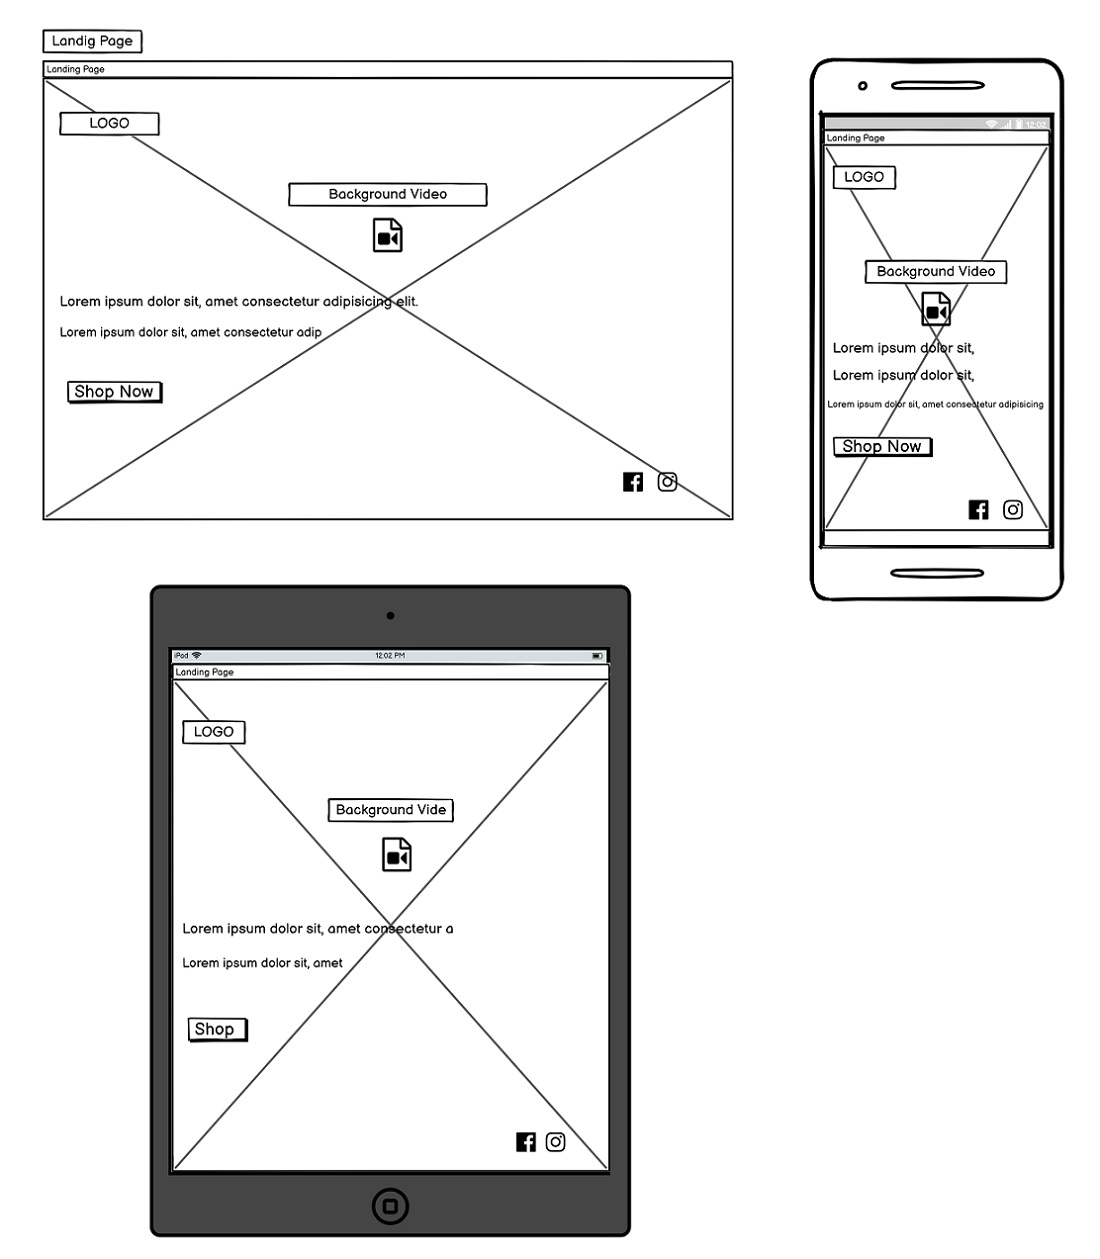 Landig Page
Landing Page
LOGO
Background Video
Lorem ipsum dolor sit, amet consectetur adipisicing elit.
Lorem ipsum dolor sit, amet consectetur adip
Shop Now
12:02
Landing Page
LOGO
Background Video
Lorem ipsum dolor sit,
Lorem ipsum dolor sit,
Lorem ipsum dolor sit, amet consectetur adipisicing
Shop Now
iPad 12:02 PM
Landing Page
LOGO
Background Vide
Lorem ipsum dolor sit, amet consectetur a
Lorem ipsum dolor sit, amet
Shop